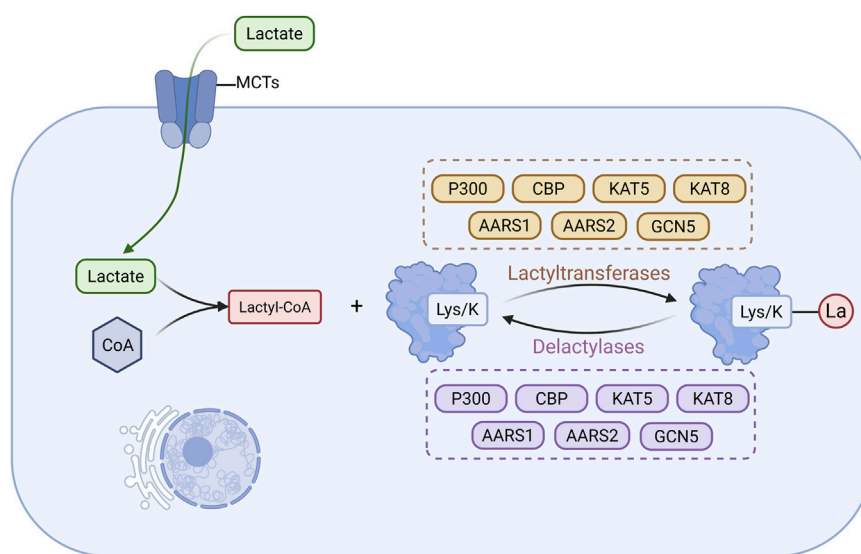 Lactate
MCTs
P300 CBP KAT5 KAT8
AARS1 AARS2 GCN5
Lactate
CoA
Lactyl-CoA
+
Lys/K
Lactyltransferases
Delactylases
Lys/K
La
P300 CBP KAT5 KAT8
AARS1 AARS2 GCN5